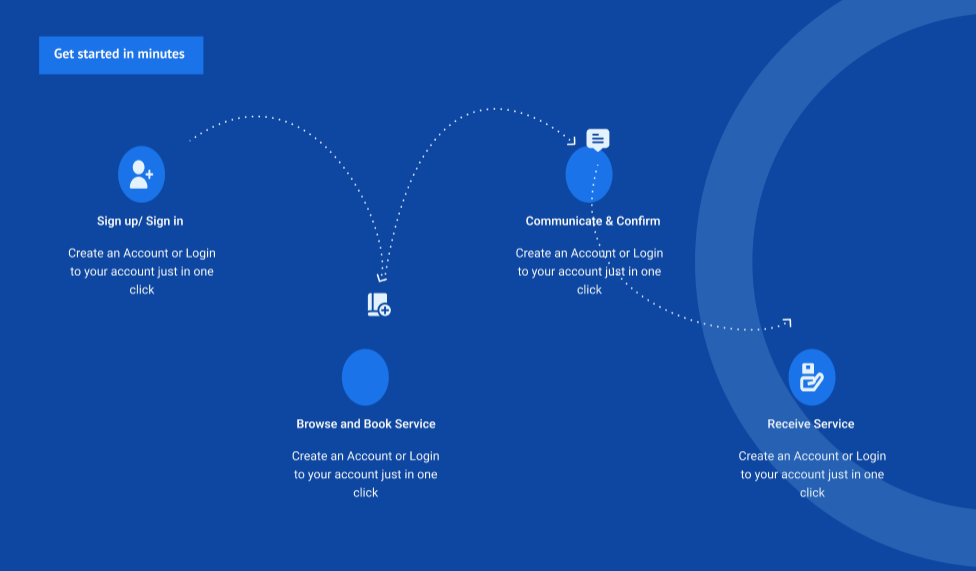 Get started in minutes
Sign up/ Sign in
Create an Account or Login
to your account just in one
click
Browse and Book Service
Create an Account or Login
to your account just in one
click
Communicate & Confirm
Create an Account or Login
to your account just in one
click
Receive Service
Create an Account or Login
to your account just in one
click